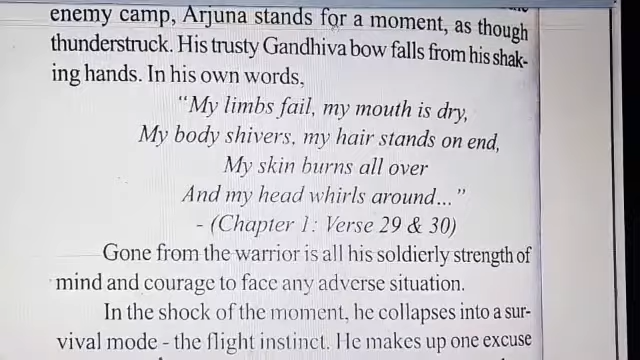 enemy camp, Arjuna stands for a moment, as though
thunderstruck. His trusty Gandhiva bow falls from his shak-
ing hands. In his own words,
“My limbs fail, my mouth is dry,
My body shivers, my hair stands on end,
My skin burns all over
And my head whirls around...”
- (Chapter 1: Verse 29 & 30)
Gone from the warrior is all his soldierly strength of
mind and courage to face any adverse situation.
In the shock of the moment, he collapses into a sur-
vival mode - the flight instinct. He makes up one excuse